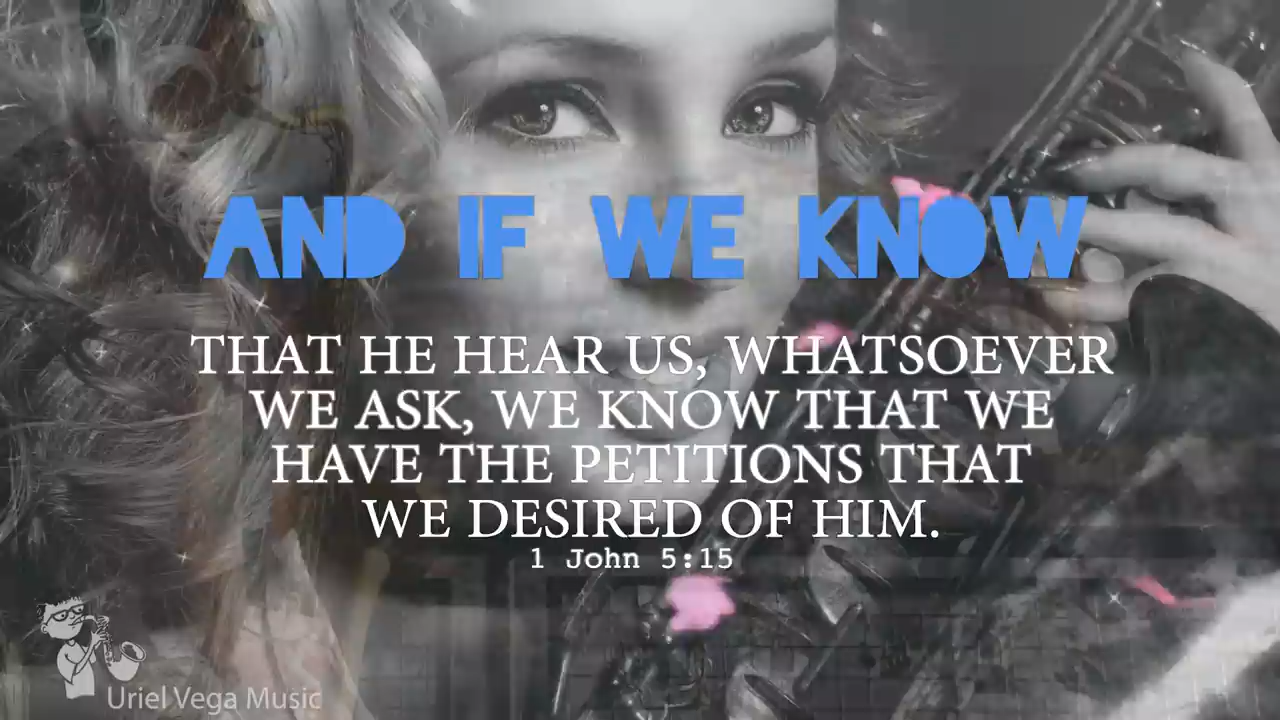 AND IF WE KNOW
THAT HE HEAR US, WHATSOEVER
WE ASK, WE KNOW THAT WE
HAVE THE PETITIONS THAT
WE DESIRED OF HIM.
1 John 5:15
Uriel Vega Music